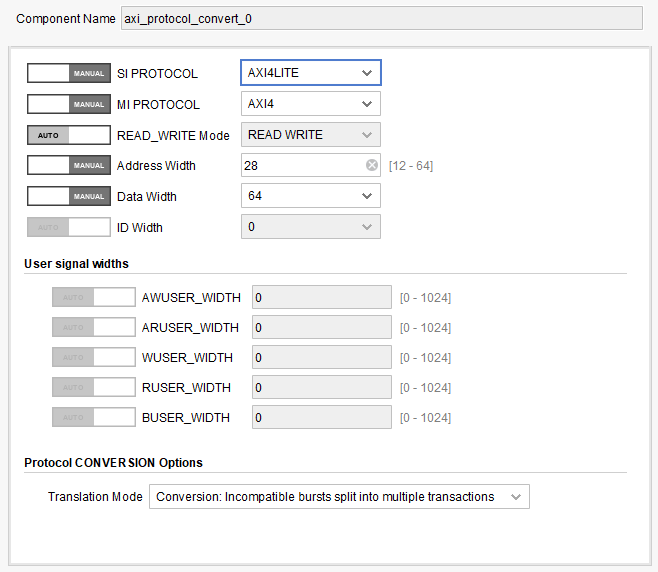 Component Name axi_protocol_convert_0
MANUAL SI PROTOCOL AXI4LITE
MANUAL MI PROTOCOL AXI4
AUTO READ_WRITE Mode READ WRITE
MANUAL Address Width 28 [12 - 64]
MANUAL Data Width 64
AUTO ID Width 0
User signal widths
AUTO AWUSER_WIDTH 0 [0 - 1024]
AUTO ARUSER_WIDTH 0 [0 - 1024]
AUTO WUSER_WIDTH 0 [0 - 1024]
AUTO RUSER_WIDTH 0 [0 - 1024]
AUTO BUSER_WIDTH 0 [0 - 1024]
Protocol CONVERSION Options
Translation Mode Conversion: Incompatible bursts split into multiple transactions